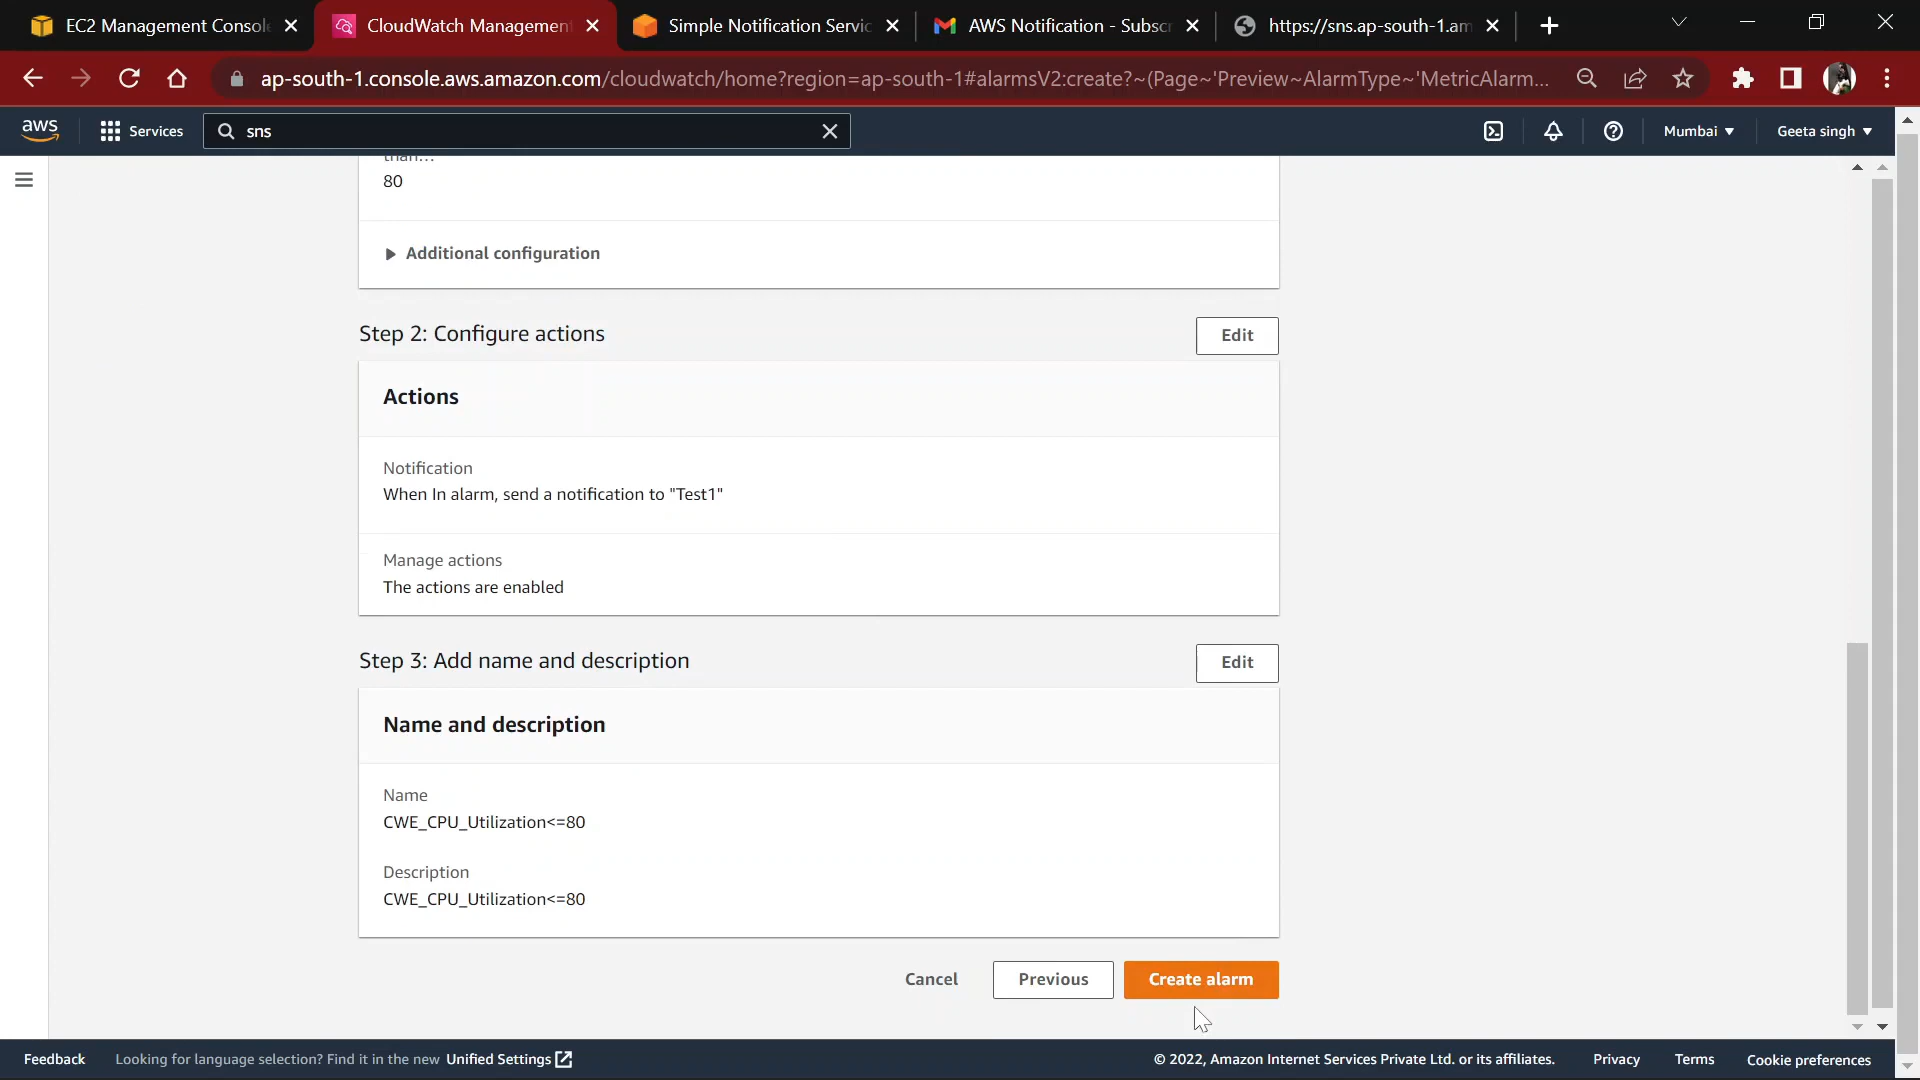 EC2 Management Consol
CloudWatch Management
Simple Notification Servic
AWS Notification - Subscr
https://sns.ap-south-1.am
ap-south-1.console.aws.amazon.com/cloudwatch/home?region=ap-south-1#alarmsV2:create?~(Page~'Preview~AlarmType~'MetricAlarm...
aws
Services
sns
Mumbai
Geeta singh
than...
80
Additional configuration
Step 2: Configure actions
Edit
Actions
Notification
When In alarm, send a notification to "Test1"
Manage actions
The actions are enabled
Step 3: Add name and description
Edit
Name and description
Name
CWE_CPU_Utilization<=80
Description
CWE_CPU_Utilization<=80
Cancel
Previous
Create alarm
Feedback
Looking for language selection? Find it in the new Unified Settings
© 2022, Amazon Internet Services Private Ltd. or its affiliates.
Privacy
Terms
Cookie preferences